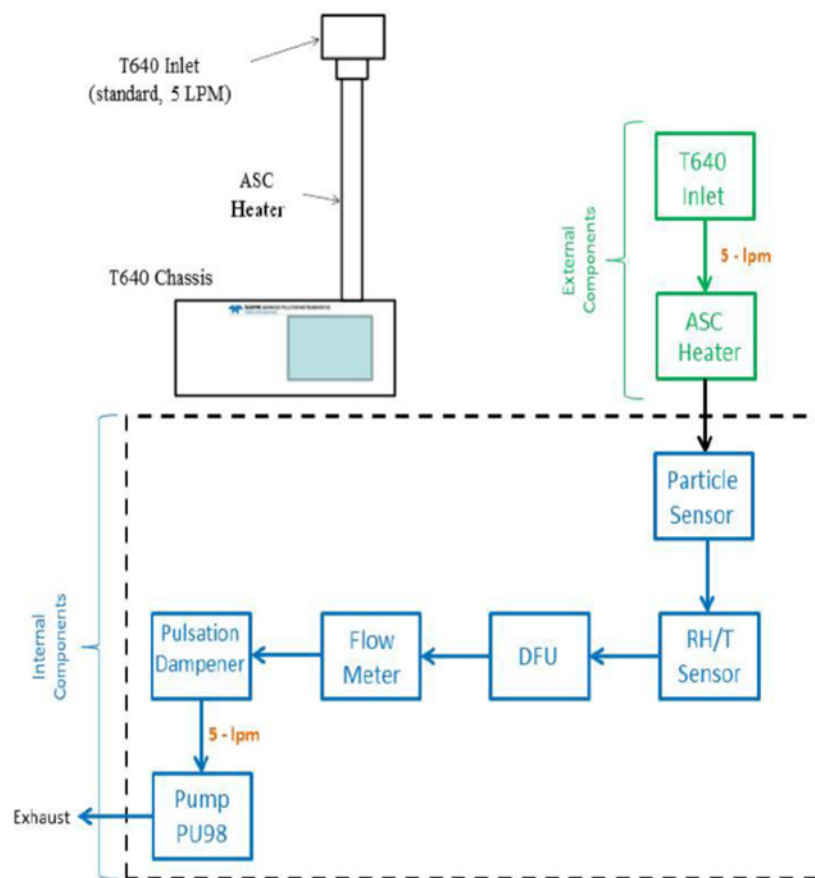 T640 Inlet
(standard, 5 LPM)
ASC
Heater
T640 Chassis
External
Components
T640
Inlet
5 - lpm
ASC
Heater
Internal
Components
Particle
Sensor
RH/T
Sensor
DFU
Flow
Meter
Pulsation
Dampener
5 - lpm
Pump
PU98
Exhaust